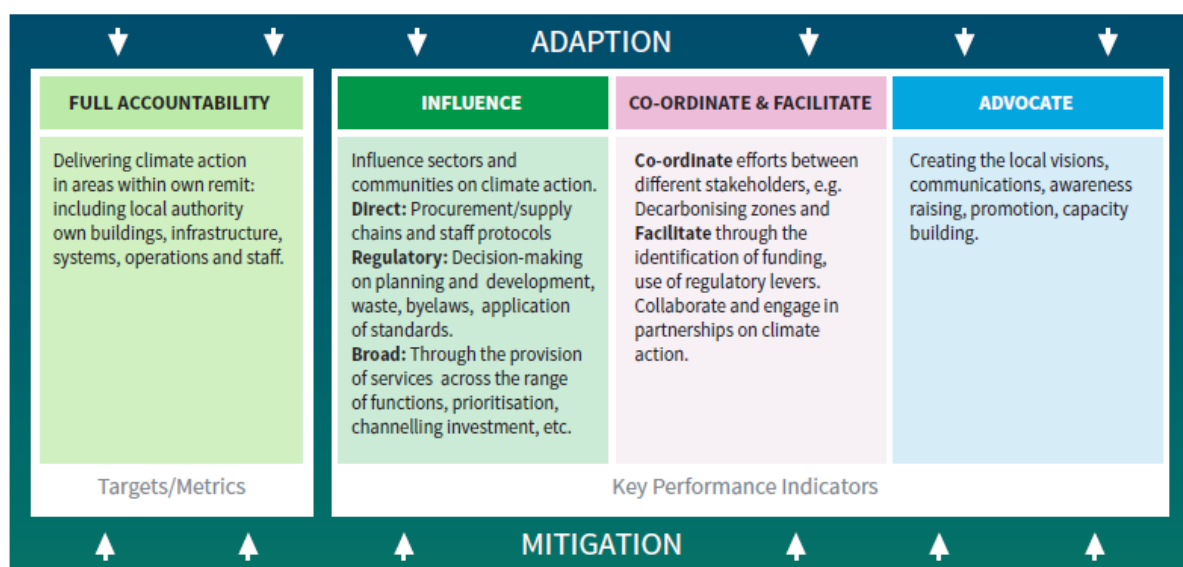 ADAPTION
FULL ACCOUNTABILITY
Delivering climate action
in areas within own remit:
including local authority
own buildings, infrastructure,
systems, operations and staff.
Targets/Metrics
INFLUENCE
Influence sectors and
communities on climate action.
Direct: Procurement/supply
chains and staff protocols
Regulatory: Decision-making
on planning and development,
waste, byelaws, application
of standards.
Broad: Through the provision
of services across the range
of functions, prioritisation,
channelling investment, etc.
CO-ORDINATE & FACILITATE
Co-ordinate efforts between
different stakeholders, e.g.
Decarbonising zones and
Facilitate through the
identification of funding,
use of regulatory levers.
Collaborate and engage in
partnerships on climate
action.
ADVOCATE
Creating the local visions,
communications, awareness
raising, promotion, capacity
building.
Key Performance Indicators
MITIGATION